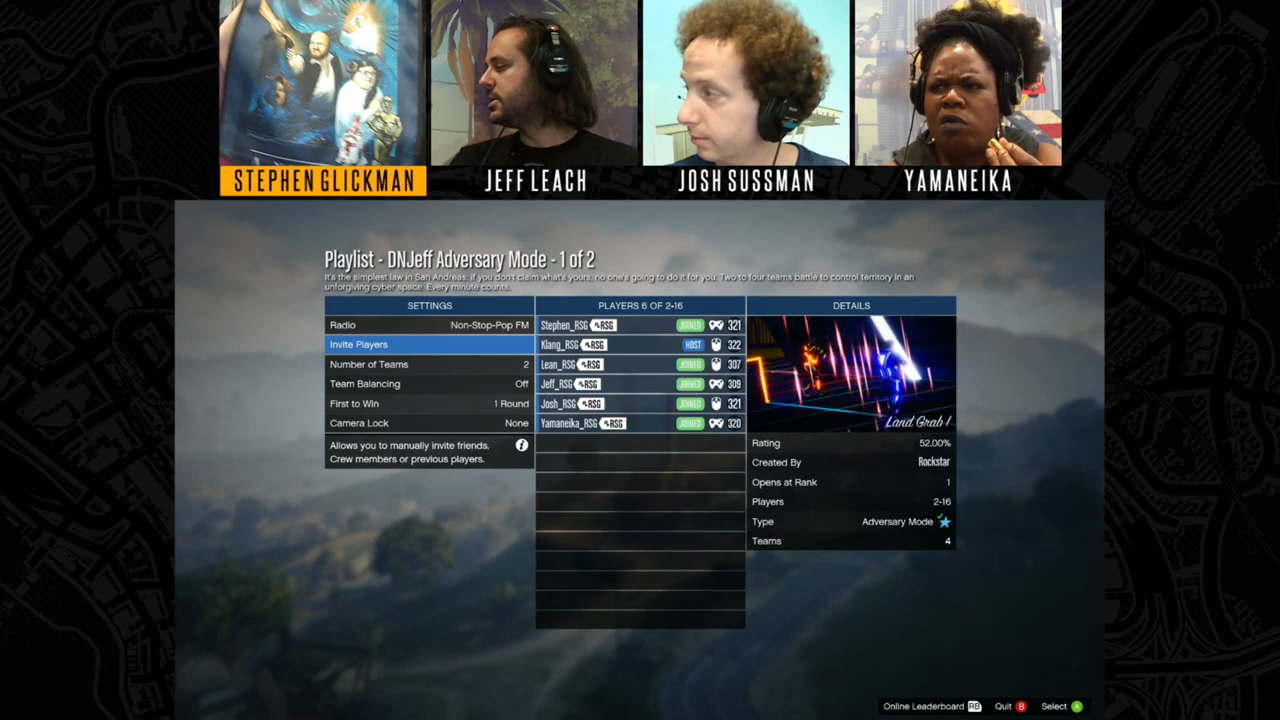 STEPHEN GLICKMAN
JEFF LEACH
JOSH SUSSMAN
YAMANEIKA
Playlist - DNJeff Adversary Mode - 1 of 2
It's the simplest law in San Andreas: if you don't claim what's yours, no one's going to do it for you. Two to four teams battle to control territory in an
unforgiving cyber space. Every minute counts.
SETTINGS
Radio Non-Stop-Pop FM
Invite Players
Number of Teams 2
Team Balancing Off
First to Win 1 Round
Camera Lock None
Allows you to manually invite friends,
Crew members or previous players.
PLAYERS 6 OF 2-16
Stephen_RSG RSG JOINED 321
Klang_RSG RSG HOST 322
Lean_RSG RSG JOINED 307
Jeff_RSG RSG JOINED 309
Josh_RSG RSG JOINED 321
Yamaneika_RSG RSG JOINED 320
DETAILS
Land Grab I
Rating 52.00%
Created By Rockstar
Opens at Rank 1
Players 2-16
Type Adversary Mode
Teams 4
Online Leaderboard RB Quit B Select A